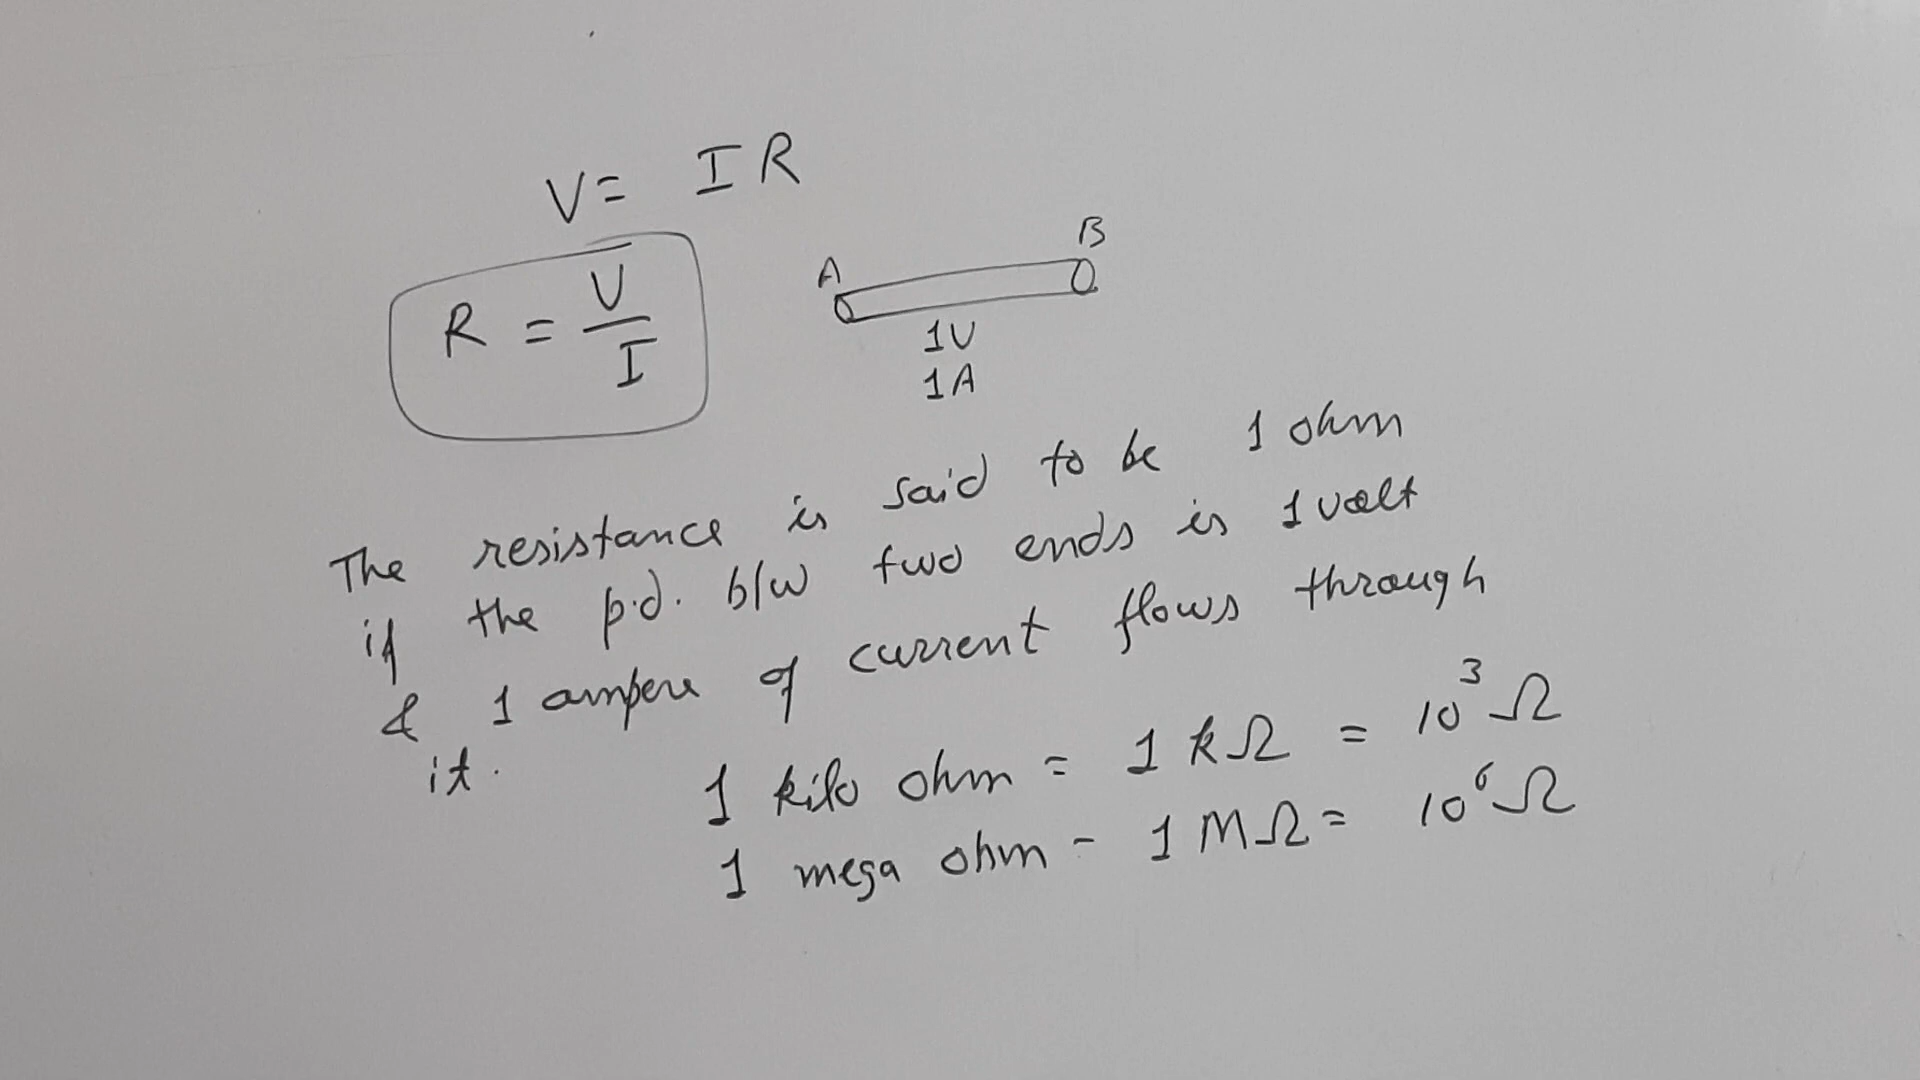 V = IR
R = V/I
A B
1V
1A
The resistance is said to be 1 ohm
if the p.d. b/w two ends is 1 volt
& 1 ampere of current flows through
it.
1 kilo ohm = 1 kΩ = 10³ Ω
1 mega ohm - 1 MΩ = 10⁶ Ω